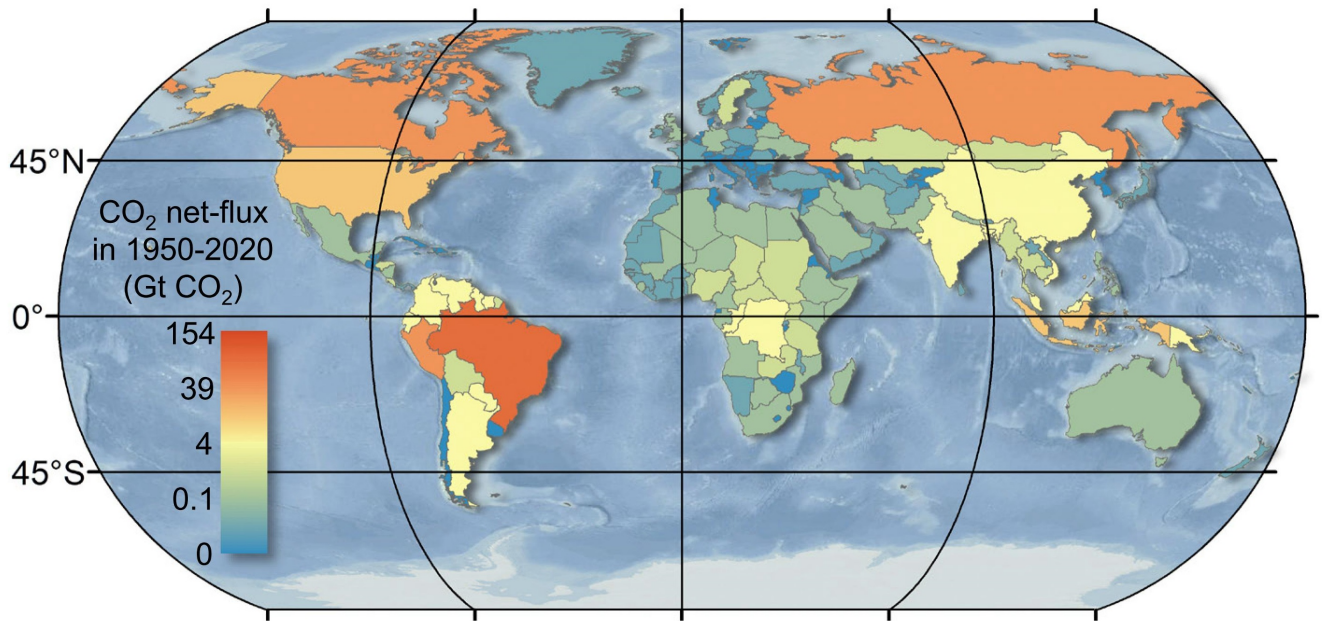 45°N
CO₂ net-flux
in 1950-2020
(Gt CO₂)
0°
154
39
4
45°S
0.1
0